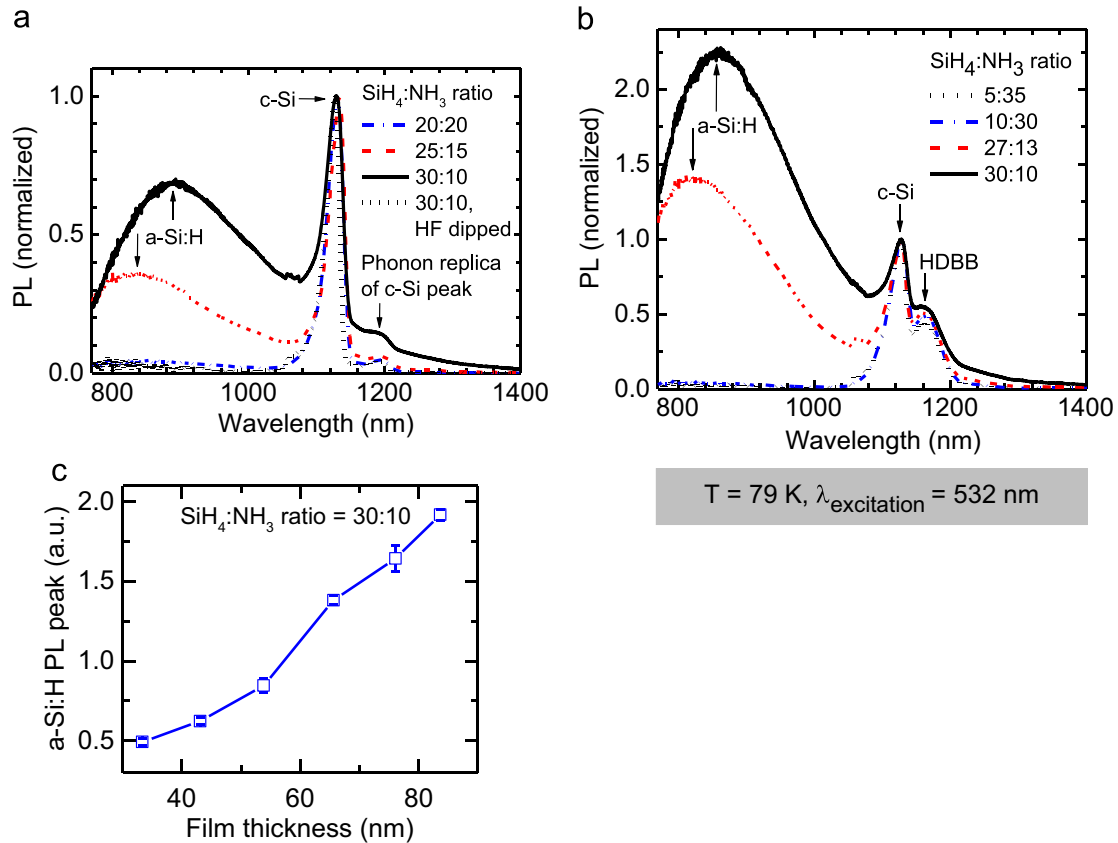 a
PL (normalized)
1.0
0.5
0.0
800
1000
1200
1400
Wavelength (nm)
c-Si
a-Si:H
SiH4:NH3 ratio
20:20
25:15
30:10
30:10,
HF dipped
Phonon replica
of c-Si peak
b
PL (normalized)
2.0
1.5
1.0
0.5
0.0
800
1000
1200
1400
Wavelength (nm)
a-Si:H
c-Si
HDBB
SiH4:NH3 ratio
5:35
10:30
27:13
30:10
T = 79 K, λexcitation = 532 nm
c
a-Si:H PL peak (a.u.)
2.0
1.5
1.0
0.5
40
60
80
Film thickness (nm)
SiH4:NH3 ratio = 30:10